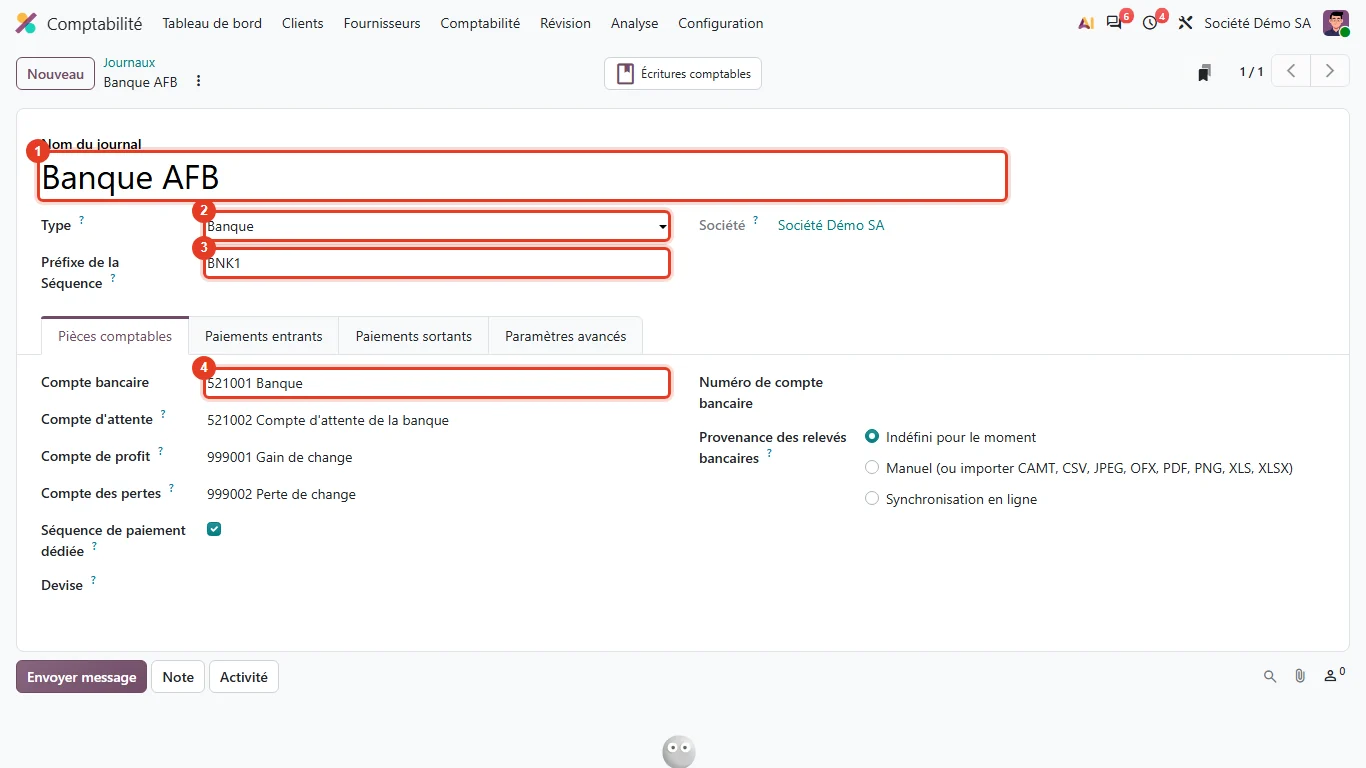 Comptabilité Tableau de bord Clients Fournisseurs Comptabilité Révision Analyse Configuration AI 6 4 Société Démo SA
Nouveau Journaux
Banque AFB
Écritures comptables
1 / 1
Nom du journal
1
Banque AFB
2
Type ? Banque
Société ? Société Démo SA
3
Préfixe de la Séquence ? BNK1
Pièces comptables Paiements entrants Paiements sortants Paramètres avancés
4
Compte bancaire 521001 Banque
Compte d'attente ? 521002 Compte d'attente de la banque
Compte de profit ? 999001 Gain de change
Compte des pertes ? 999002 Perte de change
Séquence de paiement
dédiée ?
Devise ?
Numéro de compte
bancaire
Provenance des relevés
bancaires ?
Indéfini pour le moment
Manuel (ou importer CAMT, CSV, JPEG, OFX, PDF, PNG, XLS, XLSX)
Synchronisation en ligne
Envoyer message Note Activité 0